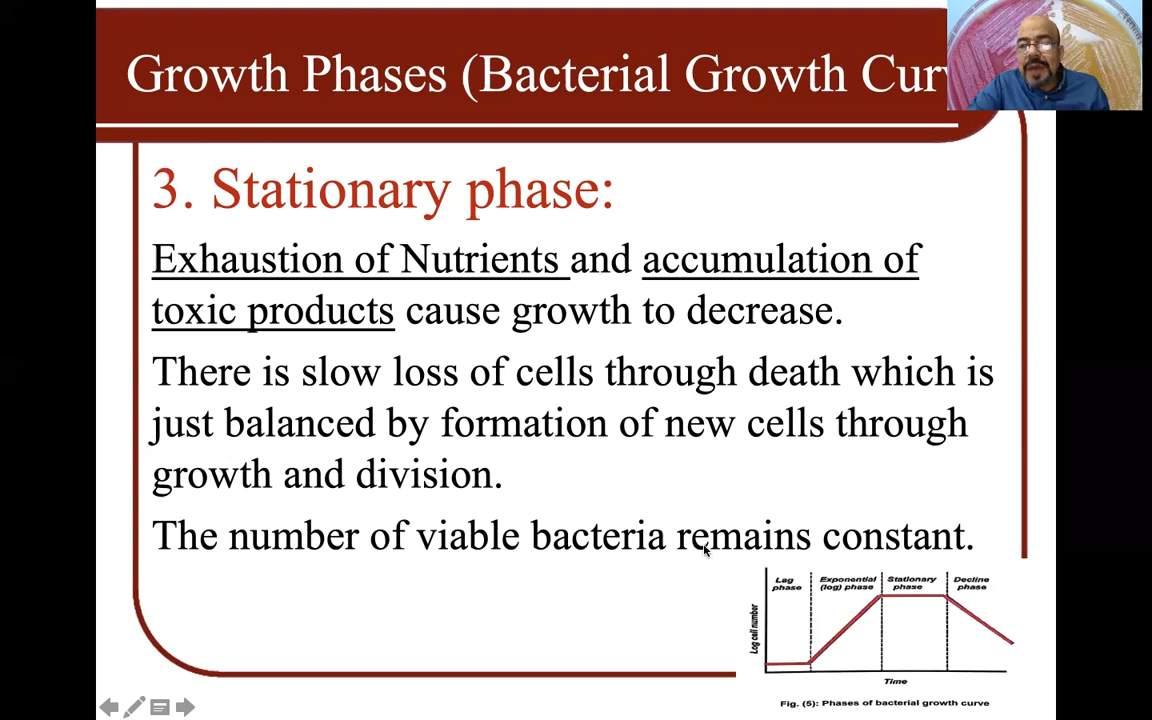 Growth Phases (Bacterial Growth Cur
3. Stationary phase:
Exhaustion of Nutrients and accumulation of
toxic products cause growth to decrease.
There is slow loss of cells through death which is
just balanced by formation of new cells through
growth and division.
The number of viable bacteria remains constant.
Lag phase
Exponential (log) phase
Stationary phase
Decline phase
Log cell number
Time
Fig. (5): Phases of bacterial growth curve